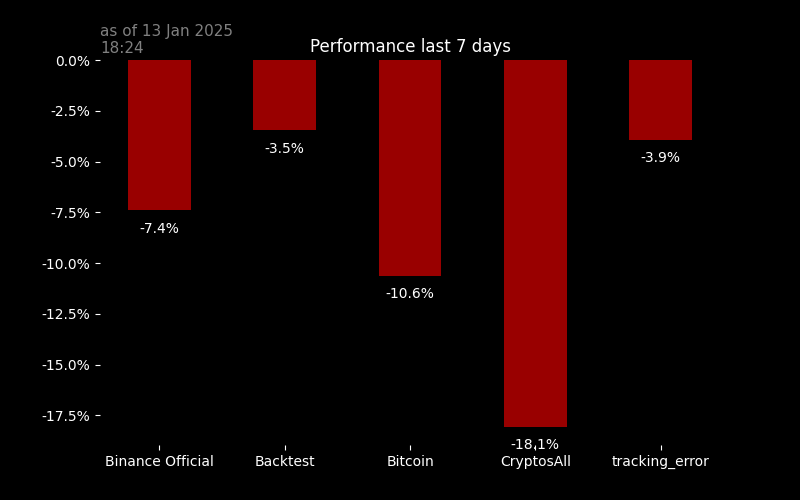 as of 13 Jan 2025
18:24
Performance last 7 days
0.0%
-2.5%
-5.0%
-7.5%
-10.0%
-12.5%
-15.0%
-17.5%
-7.4%
-3.5%
-10.6%
-18.1%
-3.9%
Binance Official
Backtest
Bitcoin
CryptosAll
tracking_error